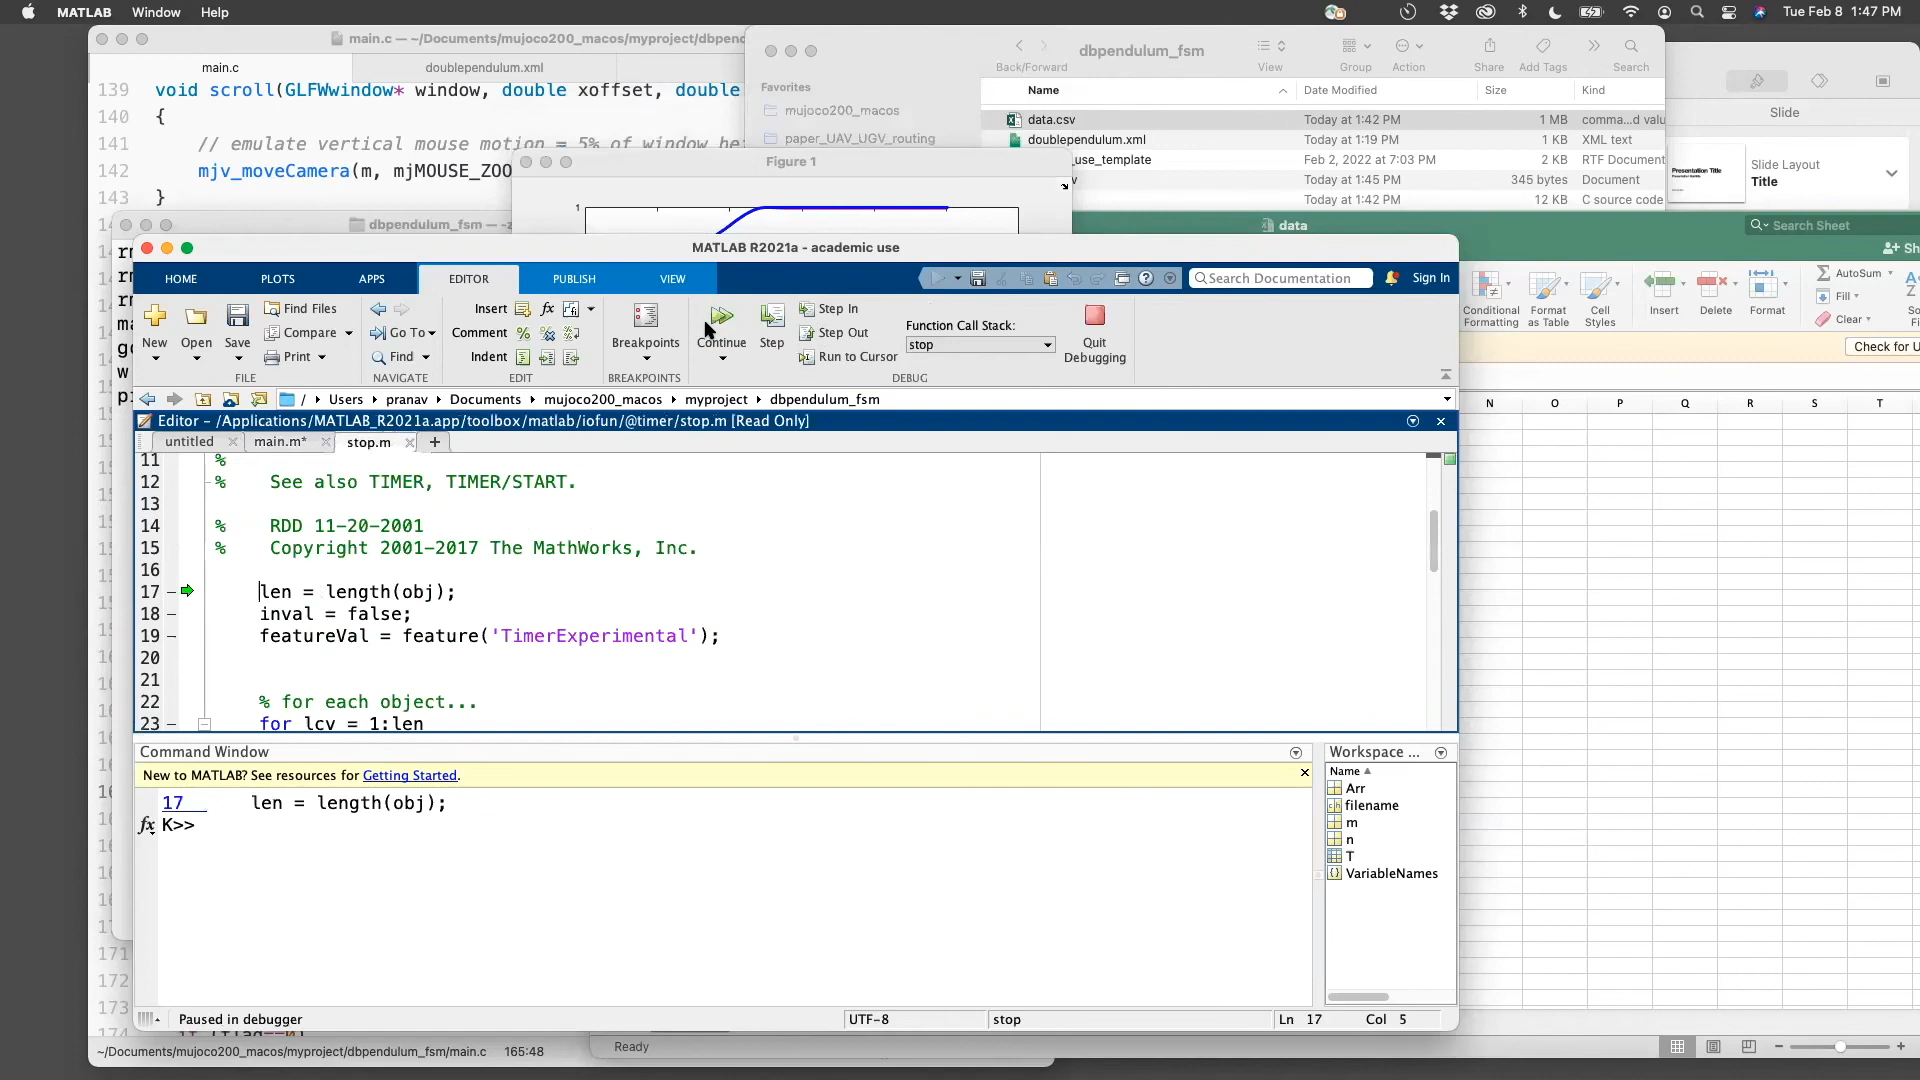 MATLAB Window Help
Tue Feb 8 1:47 PM
main.c — ~/Documents/mujoco200_macos/myproject/dbpend
main.c
doublependulum.xml
139 void scroll(GLFWwindow* window, double xoffset, double
140 {
141 // emulate vertical mouse motion = 5% of window he
142 mjv_moveCamera(m, mjMOUSE_ZOO
143 }
dbpendulum_fsm
Back/Forward
View
Group
Action
Share
Add Tags
Search
Favorites
mujoco200_macos
paper_UAV_UGV_routing
Name
Date Modified
Size
Kind
data.csv Today at 1:42 PM 1 MB comma...d valu
doublependulum.xml Today at 1:19 PM 1 KB XML text
_use_template Feb 2, 2022 at 7:03 PM 2 KB RTF Document
Today at 1:45 PM 345 bytes Document
Today at 1:42 PM 12 KB C source code
Slide
Presentation Title
Slide Layout
Title
Figure 1
1
dbpendulum_fsm — -z
data
Search Sheet
Sh
Conditional Formatting
Format as Table
Cell Styles
Insert
Delete
Format
AutoSum
Fill
Clear
Check for U
N O P Q R S T
MATLAB R2021a - academic use
HOME PLOTS APPS EDITOR PUBLISH VIEW
Search Documentation
Sign In
New
Open
Save
Find Files
Compare
Print
FILE
Go To
Find
NAVIGATE
Insert
Comment
Indent
EDIT
Breakpoints
BREAKPOINTS
Continue
Step
Step In
Step Out
Run to Cursor
Function Call Stack:
stop
Quit Debugging
DEBUG
/ Users pranav Documents mujoco200_macos myproject dbpendulum_fsm
Editor - /Applications/MATLAB_R2021a.app/toolbox/matlab/iofun/@timer/stop.m [Read Only]
untitled
main.m*
stop.m
11 %
12 % See also TIMER, TIMER/START.
13
14 % RDD 11-20-2001
15 % Copyright 2001-2017 The MathWorks, Inc.
16
17 len = length(obj);
18 inval = false;
19 featureVal = feature('TimerExperimental');
20
21
22 % for each object...
23 for lcv = 1:len
Command Window
New to MATLAB? See resources for Getting Started.
17 len = length(obj);
fx K>>
Workspace ...
Name
Arr
filename
m
n
T
VariableNames
Paused in debugger
UTF-8
stop
Ln 17 Col 5
171
172
173
174
~/Documents/mujoco200_macos/myproject/dbpendulum_fsm/main.c 165:48
Ready